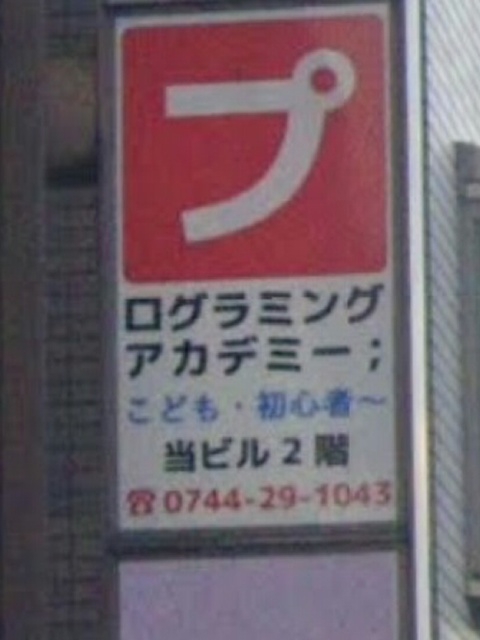 プ
ログラミング
アカデミー;
こども・初心者〜
当ビル2階
☎0744-29-1043